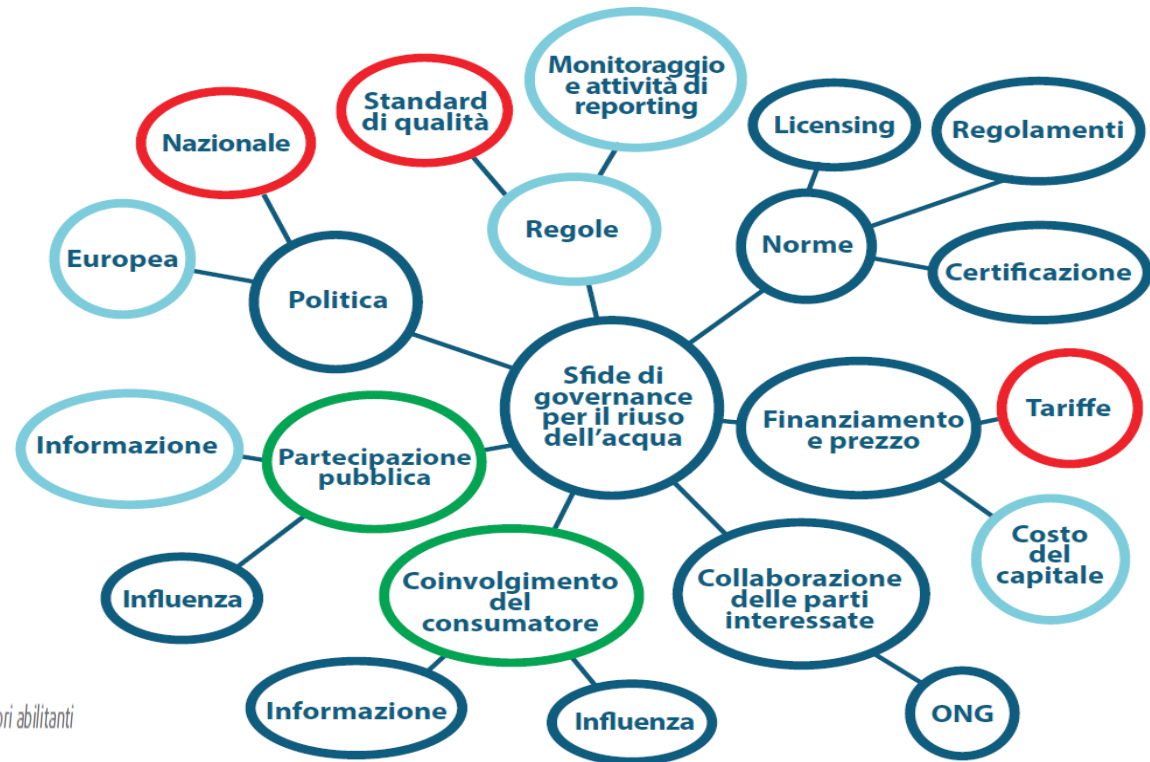 Monitoraggio
e attività di
reporting
Standard
di qualità
Licensing
Regolamenti
Nazionale
Regole
Norme
Europea
Certificazione
Politica
Sfide di
governance
per il riuso
dell'acqua
Finanziamento
e prezzo
Tariffe
Informazione
Partecipazione
pubblica
Costo
del
capitale
Coinvolgimento
del
consumatore
Collaborazione
delle parti
interessate
Influenza
Informazione
Influenza
ONG
abilitanti